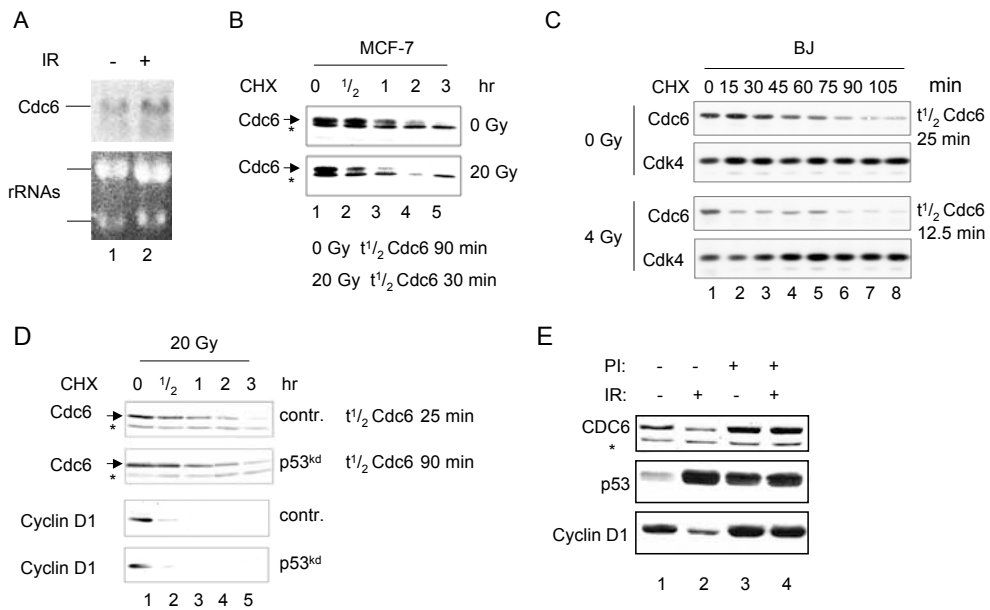 A
IR - +
Cdc6
rRNAs
1 2
B
MCF-7
CHX 0 1/2 1 2 3 hr
Cdc6
* 0 Gy
Cdc6
* 20 Gy
1 2 3 4 5
0 Gy t1/2 Cdc6 90 min
20 Gy t1/2 Cdc6 30 min
C
BJ
CHX 0 15 30 45 60 75 90 105 min
0 Gy
Cdc6 t1/2 Cdc6
25 min
Cdk4
4 Gy
Cdc6 t1/2 Cdc6
12.5 min
Cdk4
1 2 3 4 5 6 7 8
D
20 Gy
CHX 0 1/2 1 2 3 hr
Cdc6 contr. t1/2 Cdc6 25 min
*
Cdc6 p53kd t1/2 Cdc6 90 min
*
Cyclin D1 contr.
Cyclin D1 p53kd
1 2 3 4 5
E
PI: - - + +
IR: - + - +
CDC6
*
p53
Cyclin D1
1 2 3 4